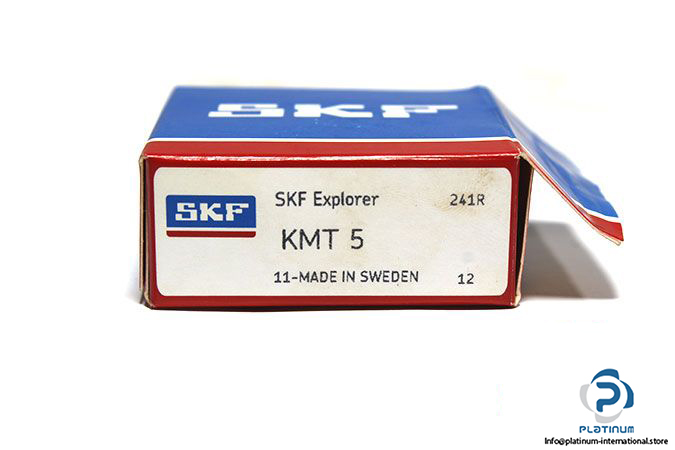 SKF
SKF
SKF Explorer 241R
KMT 5
11-MADE IN SWEDEN 12
PLATINUM
Info@platinum-international.store